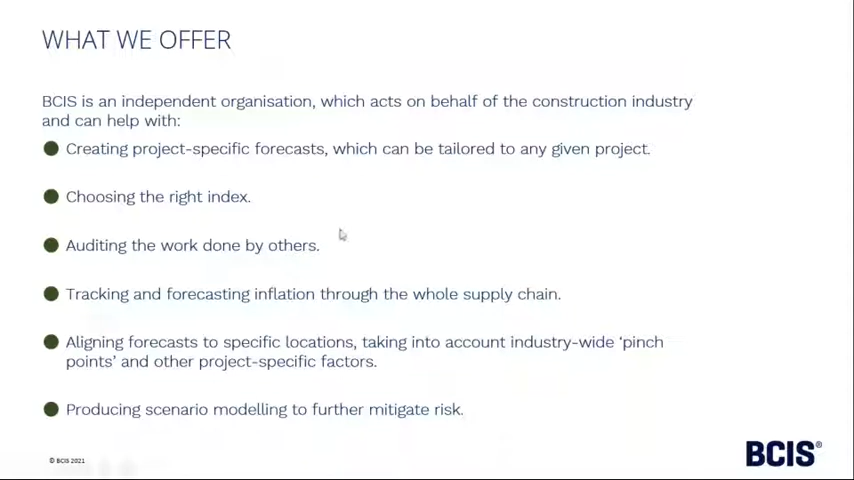 WHAT WE OFFER
BCIS is an independent organisation, which acts on behalf of the construction industry
and can help with:
Creating project-specific forecasts, which can be tailored to any given project.
Choosing the right index.
Auditing the work done by others.
Tracking and forecasting inflation through the whole supply chain.
Aligning forecasts to specific locations, taking into account industry-wide ‘pinch
points’ and other project-specific factors.
Producing scenario modelling to further mitigate risk.
© BCIS 2021
BCIS®